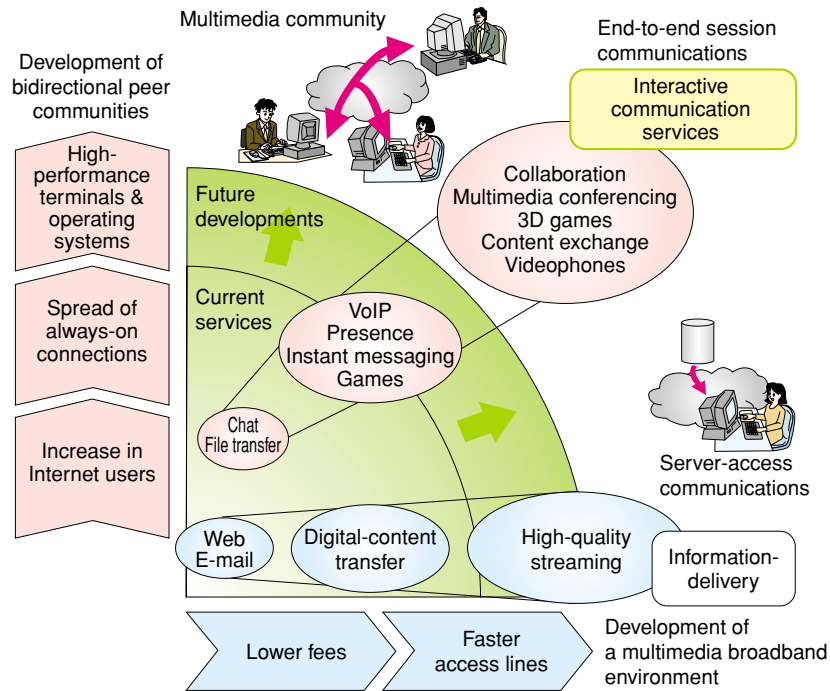 Multimedia community
End-to-end session
communications
Development of
bidirectional peer
communities
Interactive
communication
services
High-
performance
terminals &
operating
systems
Future
developments
Collaboration
Multimedia conferencing
3D games
Content exchange
Videophones
Spread of
always-on
connections
Current
services
VoIP
Presence
Instant messaging
Games
Chat
File transfer
Increase in
Internet users
Server-access
communications
Web
E-mail
Digital-content
transfer
High-quality
streaming
Information-
delivery
Lower fees
Faster
access lines
Development of
a multimedia broadband
environment